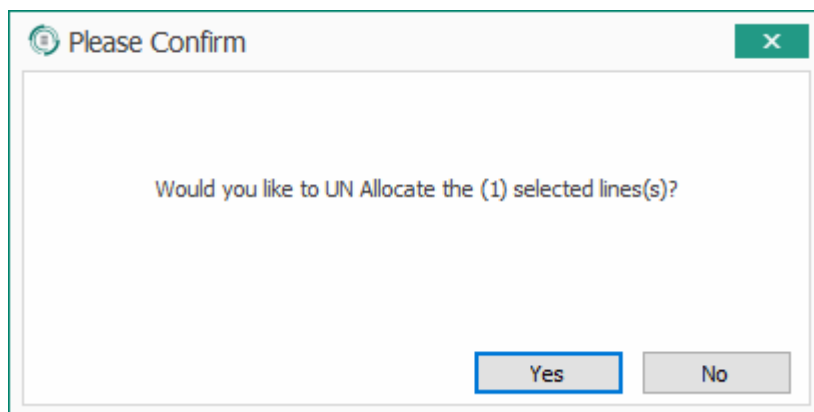 Please Confirm
Would you like to UN Allocate the (1) selected lines(s)?
Yes
No